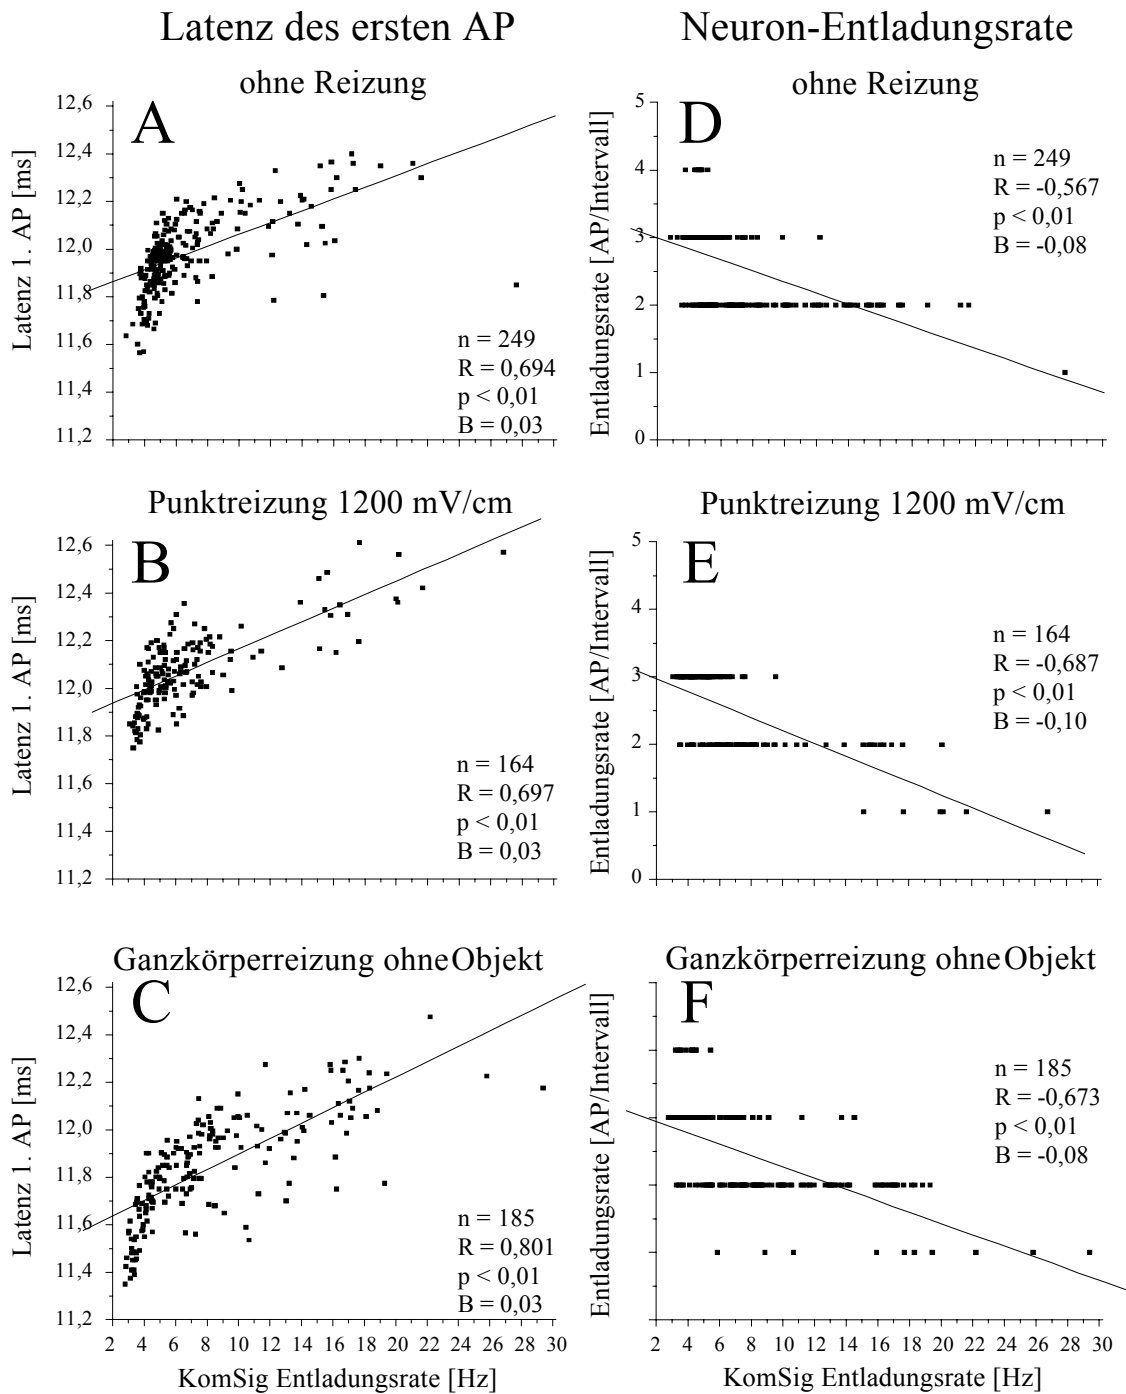 Latenz des ersten AP
ohne Reizung
A
Latenz 1. AP [ms]
12,6
12,4
12,2
12,0
11,8
11,6
11,4
11,2
n = 249
R = 0,694
p < 0,01
B = 0,03
Punktreizung 1200 mV/cm
B
Latenz 1. AP [ms]
12,6
12,4
12,2
12,0
11,8
11,6
11,4
11,2
n = 164
R = 0,697
p < 0,01
B = 0,03
Ganzkörperreizung ohne Objekt
C
Latenz 1. AP [ms]
12,6
12,4
12,2
12,0
11,8
11,6
11,4
11,2
n = 185
R = 0,801
p < 0,01
B = 0,03
2 4 6 8 10 12 14 16 18 20 22 24 26 28 30
KomSig Entladungsrate [Hz]
Neuron-Entladungsrate
ohne Reizung
D
Entladungsrate [AP/Intervall]
5
4
3
2
1
0
n = 249
R = -0,567
p < 0,01
B = -0,08
Punktreizung 1200 mV/cm
E
Entladungsrate [AP/Intervall]
5
4
3
2
1
0
n = 164
R = -0,687
p < 0,01
B = -0,10
Ganzkörperreizung ohne Objekt
F
Entladungsrate [AP/Intervall]
n = 185
R = -0,673
p < 0,01
B = -0,08
2 4 6 8 10 12 14 16 18 20 22 24 26 28 30
KomSig Entladungsrate [Hz]